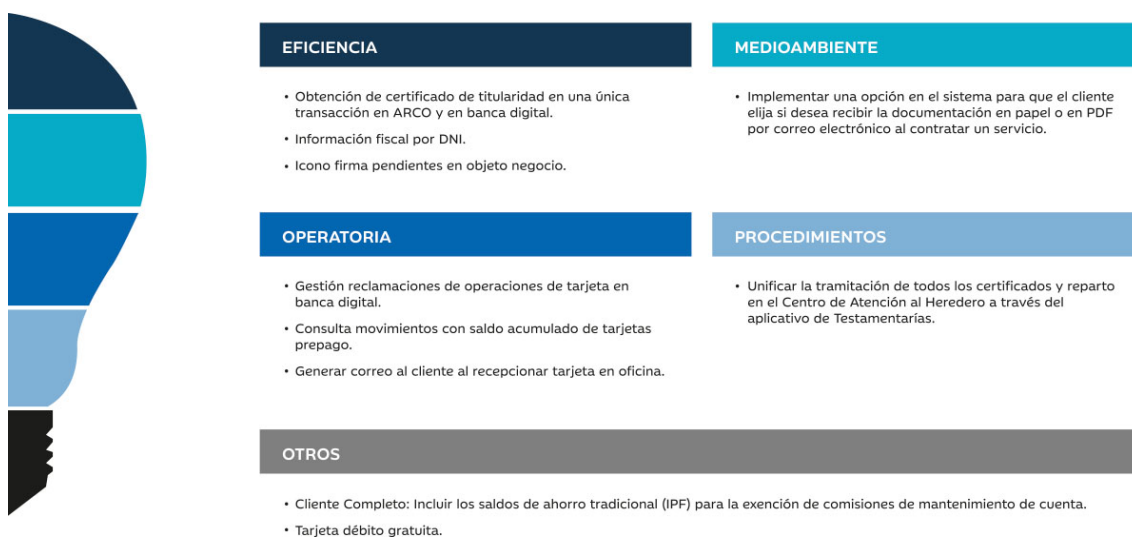 EFICIENCIA
• Obtención de certificado de titularidad en una única
transacción en ARCO y en banca digital.
• Información fiscal por DNI.
• Icono firma pendientes en objeto negocio.
MEDIOAMBIENTE
• Implementar una opción en el sistema para que el cliente
elija si desea recibir la documentación en papel o en PDF
por correo electrónico al contratar un servicio.
OPERATORIA
• Gestión reclamaciones de operaciones de tarjeta en
banca digital.
• Consulta movimientos con saldo acumulado de tarjetas
prepago.
• Generar correo al cliente al recepcionar tarjeta en oficina.
PROCEDIMIENTOS
• Unificar la tramitación de todos los certificados y reparto
en el Centro de Atención al Heredero a través del
aplicativo de Testamentarías.
OTROS
• Cliente Completo: Incluir los saldos de ahorro tradicional (IPF) para la exención de comisiones de mantenimiento de cuenta.
• Tarjeta débito gratuita.